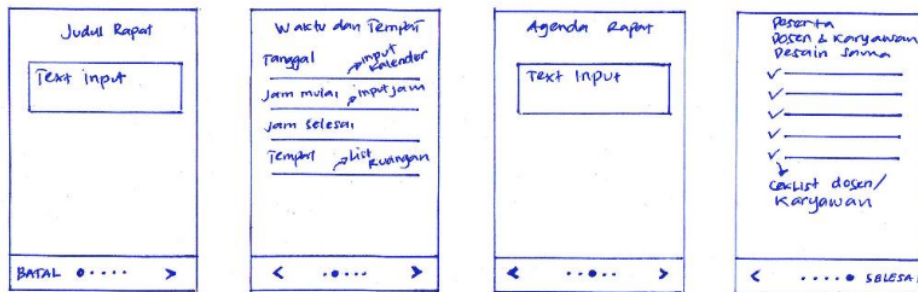 Judul Rapat
Text Input
BATAL
>
Waktu dan Tempat
Tanggal
input kalender
Jam mulai
input jam
Jam selesai
Tempat
List Ruangan
<
>
Agenda Rapat
Text Input
<
>
Peserta
Dosen & Karyawan
Desain sama
ceklist dosen/
Karyawan
<
SELESAI